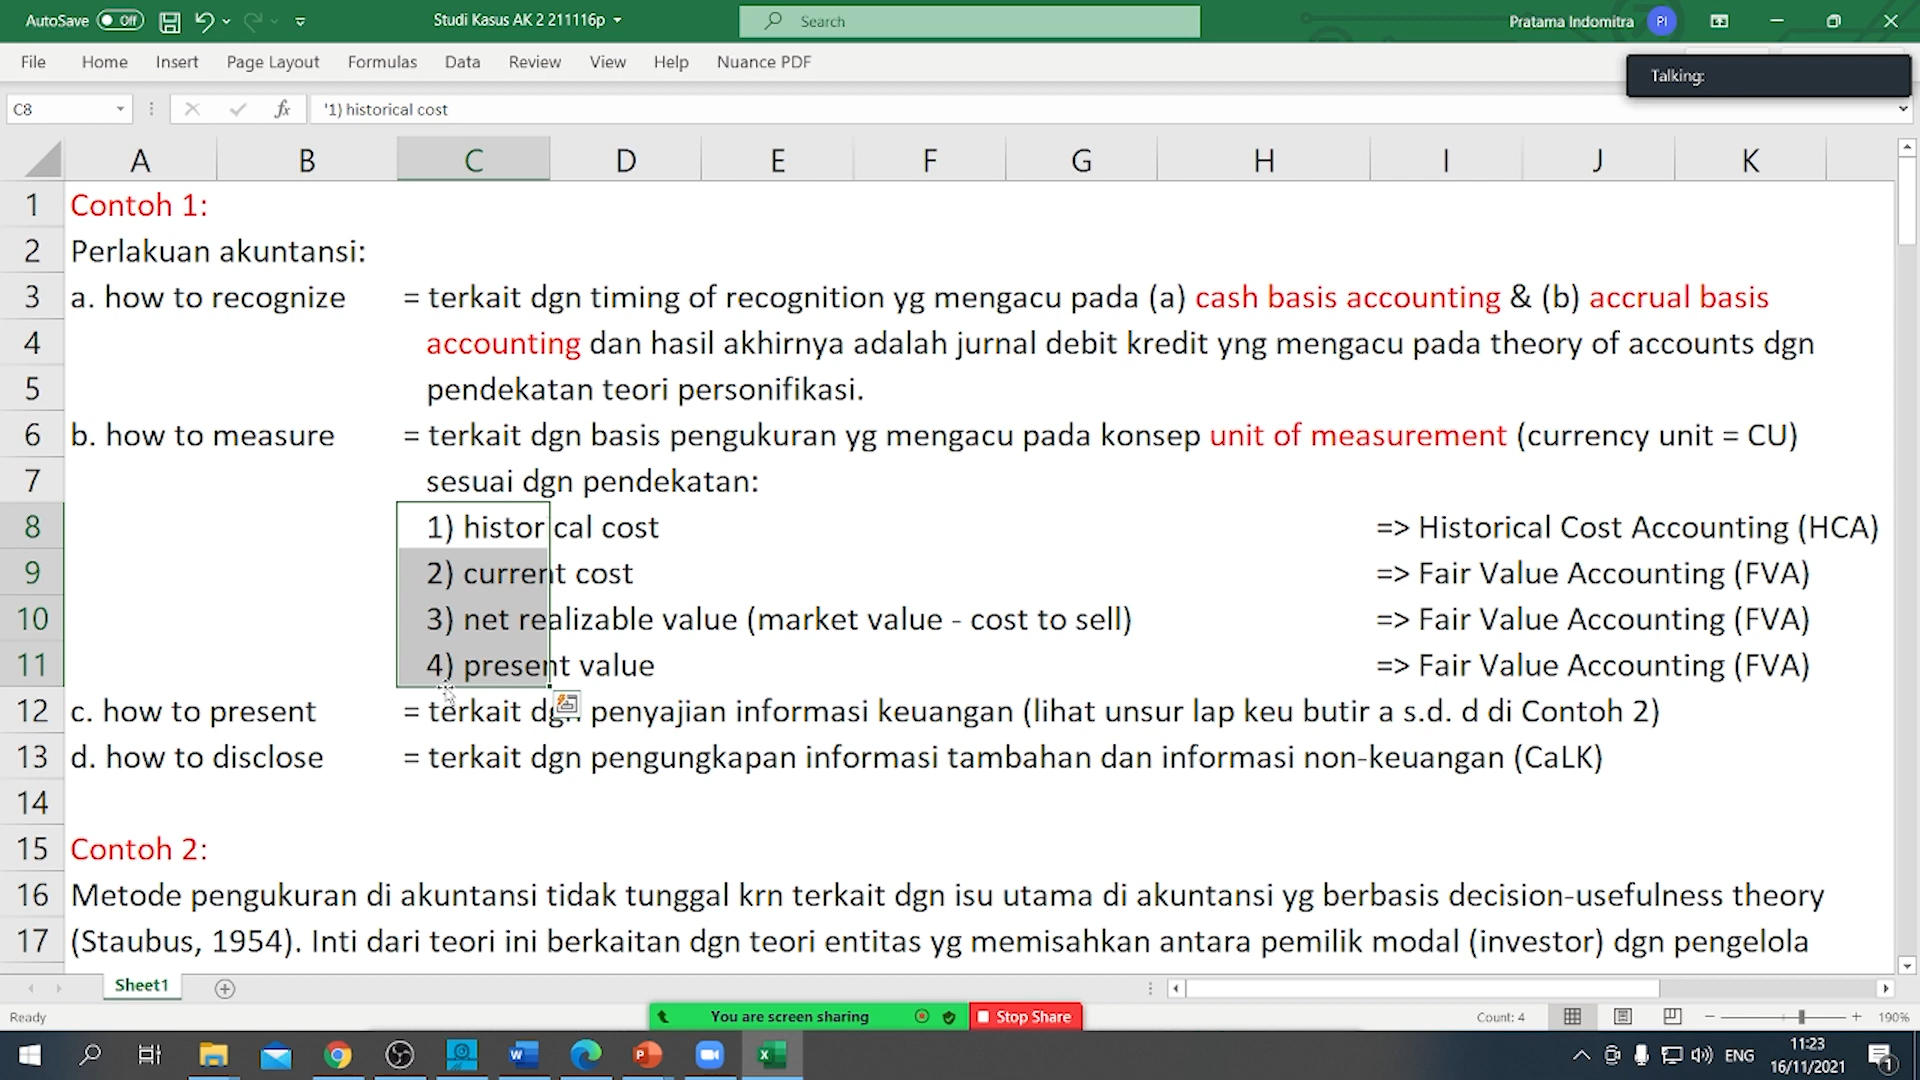 AutoSave Off Studi Kasus AK 2 211116p Search Pratama Indomitra PI
File Home Insert Page Layout Formulas Data Review View Help Nuance PDF
Talking:
C8 fx '1) historical cost
A B C D E F G H I J K
1 Contoh 1:
2 Perlakuan akuntansi:
3 a. how to recognize = terkait dgn timing of recognition yg mengacu pada (a) cash basis accounting & (b) accrual basis
4 accounting dan hasil akhirnya adalah jurnal debit kredit yng mengacu pada theory of accounts dgn
5 pendekatan teori personifikasi.
6 b. how to measure = terkait dgn basis pengukuran yg mengacu pada konsep unit of measurement (currency unit = CU)
7 sesuai dgn pendekatan:
8 1) historical cost => Historical Cost Accounting (HCA)
9 2) current cost => Fair Value Accounting (FVA)
10 3) net realizable value (market value - cost to sell) => Fair Value Accounting (FVA)
11 4) present value => Fair Value Accounting (FVA)
12 c. how to present = terkait dgn penyajian informasi keuangan (lihat unsur lap keu butir a s.d. d di Contoh 2)
13 d. how to disclose = terkait dgn pengungkapan informasi tambahan dan informasi non-keuangan (CaLK)
14
15 Contoh 2:
16 Metode pengukuran di akuntansi tidak tunggal krn terkait dgn isu utama di akuntansi yg berbasis decision-usefulness theory
17 (Staubus, 1954). Inti dari teori ini berkaitan dgn teori entitas yg memisahkan antara pemilik modal (investor) dgn pengelola
Sheet1
Ready You are screen sharing Stop Share Count: 4 190%
ENG 11:23
16/11/2021 1